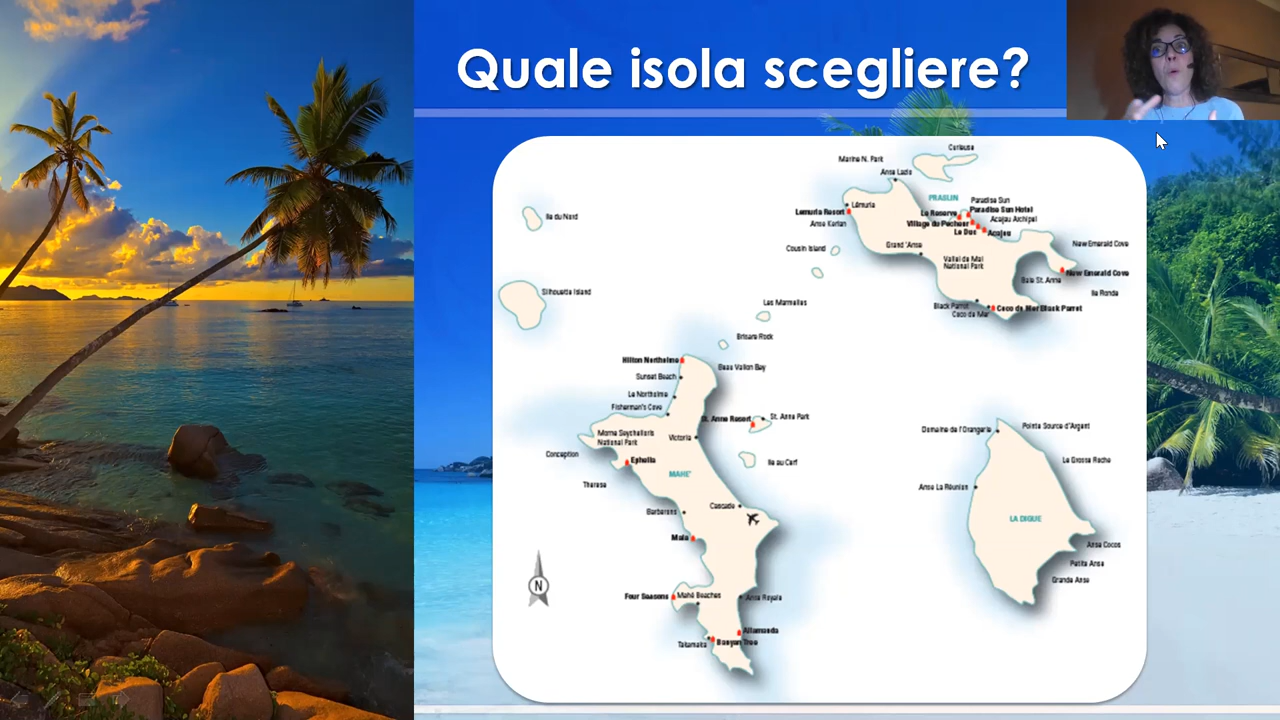 Quale isola scegliere?
Curieuse
Marine N. Park
Anse Lazio
PRASLIN
Paradise Sun
Lémuria
Lemuria Resort
La Reserve
Paradise Sun Hotel
Acajau Archipel
Anse Kerlan
Village du Pecheur
Le Duc
Acajou
Ile du Nord
Cousin Island
Grand 'Anse
New Emerald Cove
Vallei de Mai
National Park
New Emerald Cove
Baie St. Anne
Ile Ronda
Silhouette Island
Les Mamelles
Black Parrot
Coco de Mar
Coco de Mer Black Parrot
Brisare Rock
Hilton Northolme
Beau Vallon Bay
Sunset Beach
Le Northolme
Fisherman's Cove
St. Anne Resort
St. Anne Park
Morne Seychellois
National Park
Victoria
Conception
Ephelia
Ile au Cerf
MAHE'
Therese
Cascade
Barbarons
Maia
N
Four Seasons
Mahé Beaches
Anse Royale
Allamanda
Takamaka
Banyan Tree
Domaine de l'Orangerie
Pointe Source d'Argent
La Grosse Roche
Anse La Réunion
LA DIGUE
Anse Cocos
Petite Anse
Grande Anse